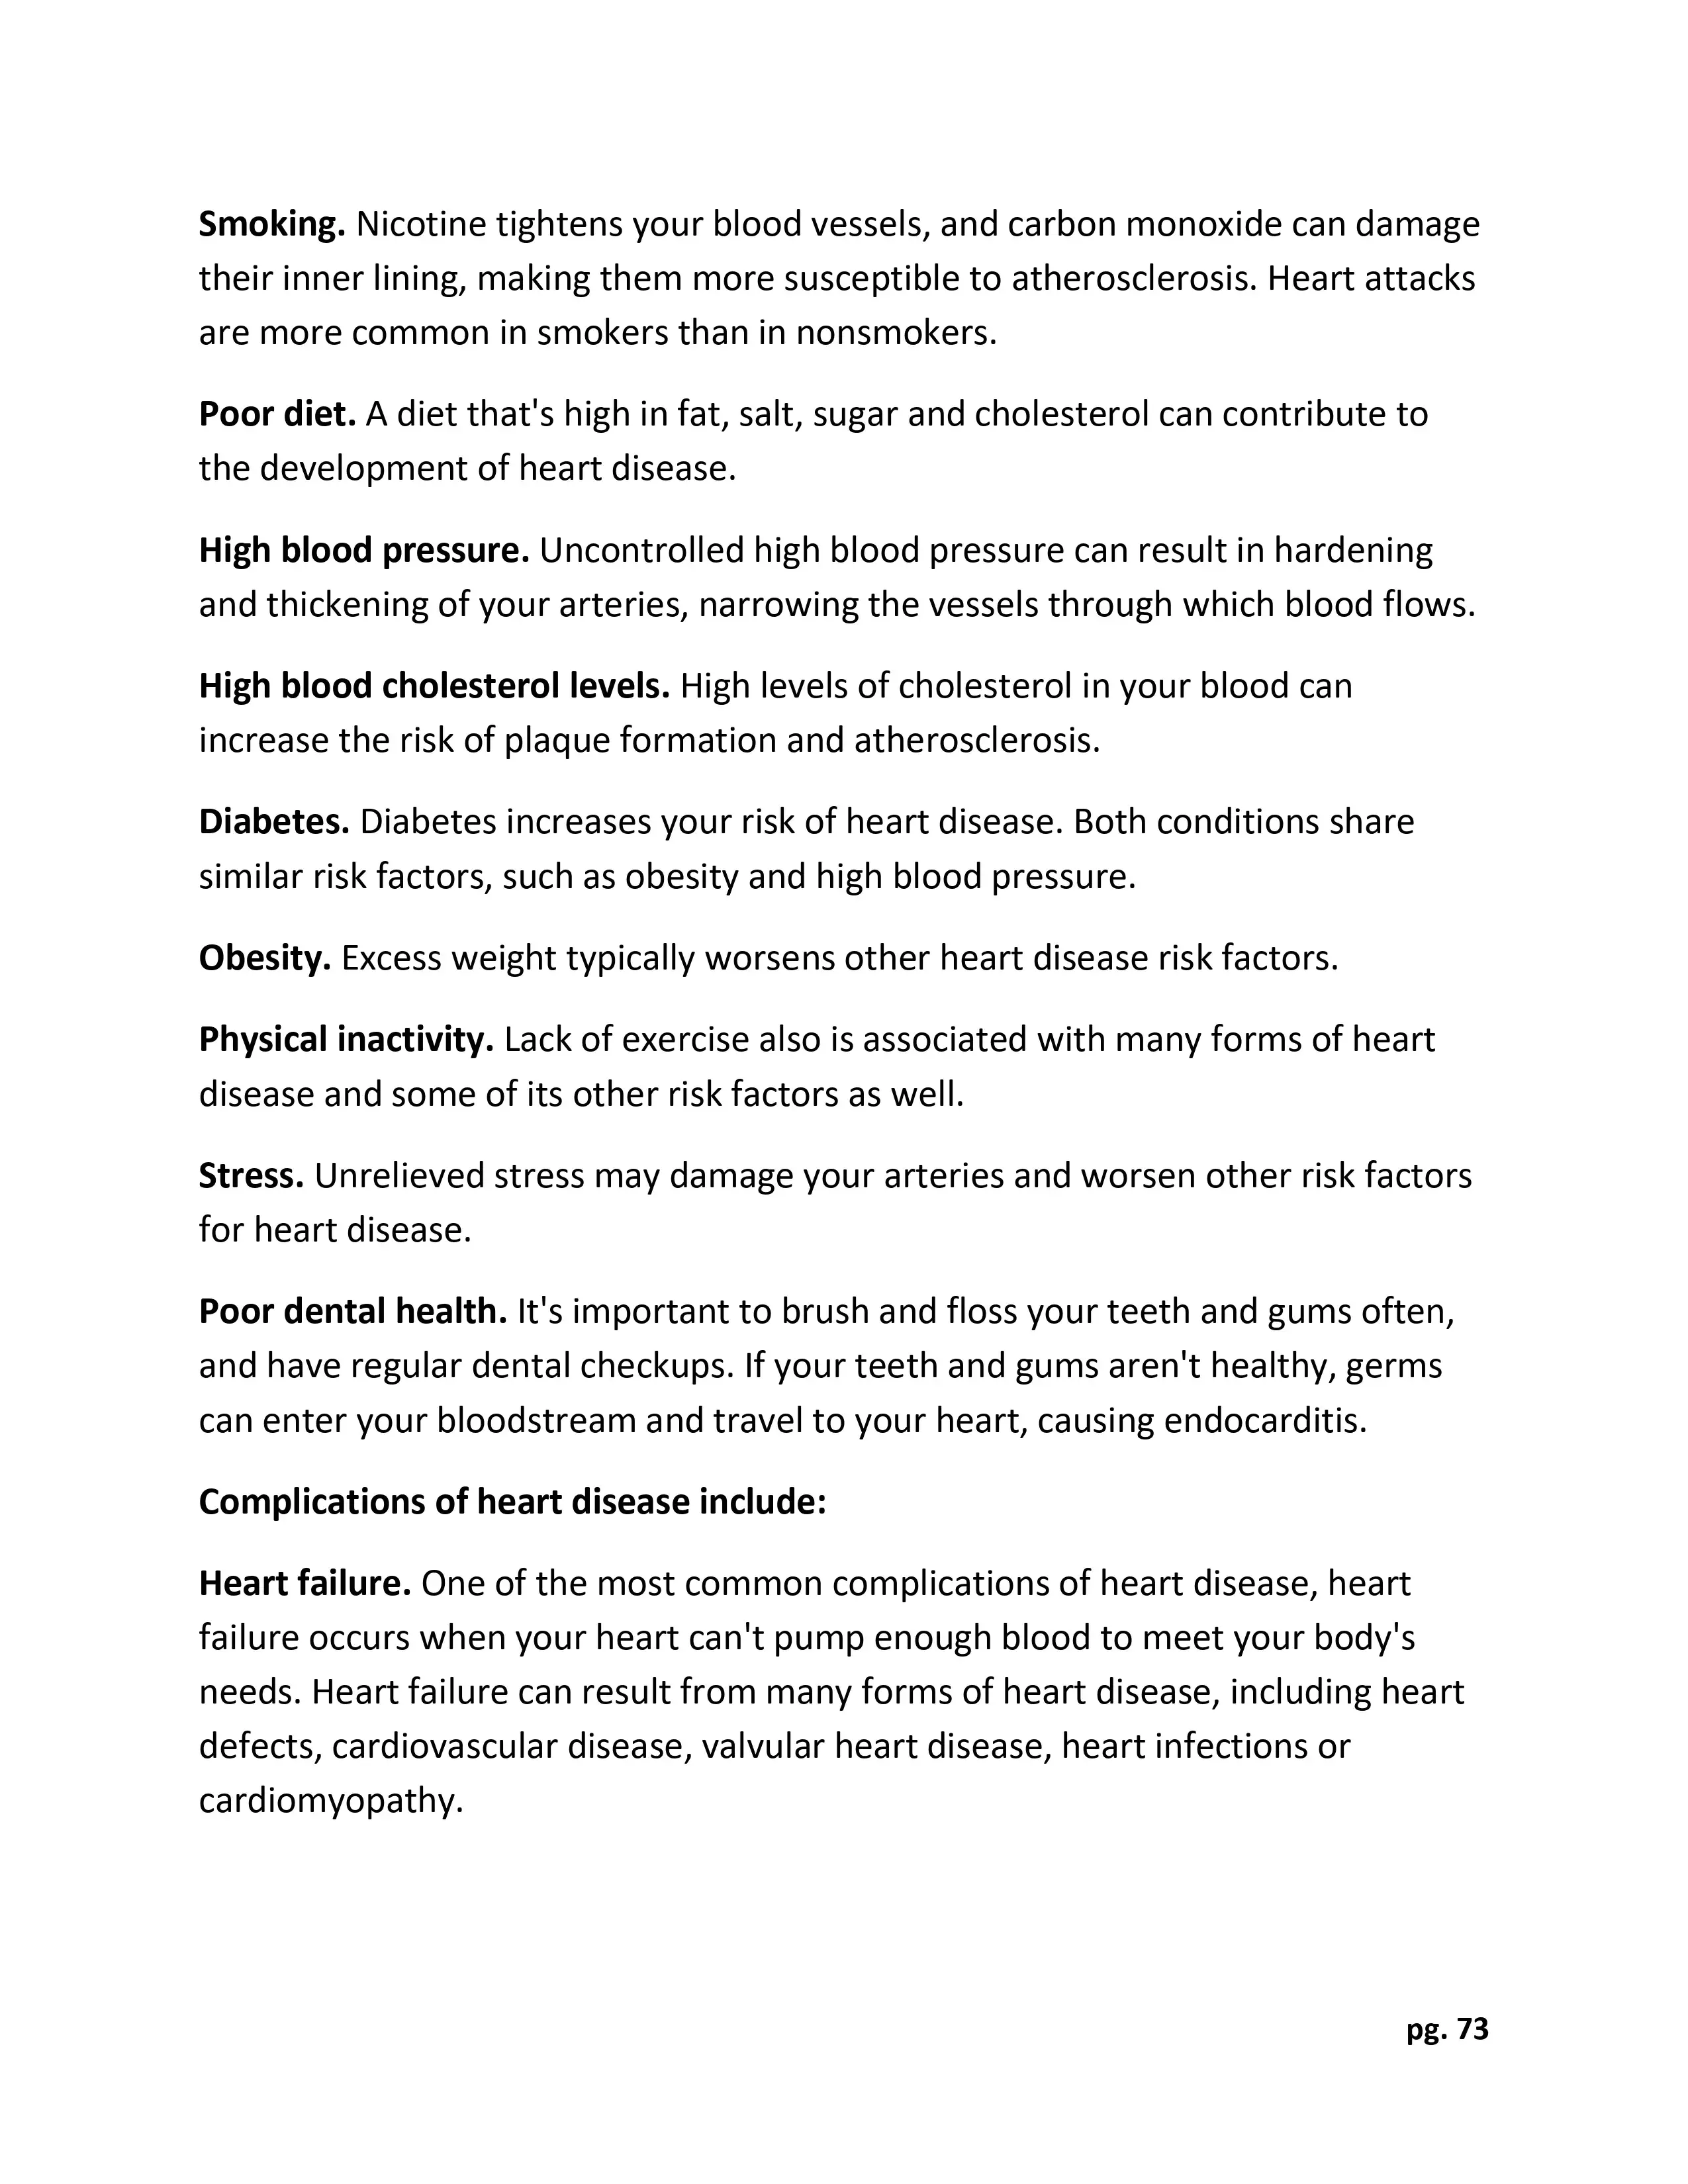 Smoking. Nicotine tightens your blood vessels, and carbon monoxide can damage
their inner lining, making them more susceptible to atherosclerosis. Heart attacks
are more common in smokers than in nonsmokers.
Poor diet. A diet that's high in fat, salt, sugar and cholesterol can contribute to
the development of heart disease.
High blood pressure. Uncontrolled high blood pressure can result in hardening
and thickening of your arteries, narrowing the vessels through which blood flows.
High blood cholesterol levels. High levels of cholesterol in your blood can
increase the risk of plaque formation and atherosclerosis.
Diabetes. Diabetes increases your risk of heart disease. Both conditions share
similar risk factors, such as obesity and high blood pressure.
Obesity. Excess weight typically worsens other heart disease risk factors.
Physical inactivity. Lack of exercise also is associated with many forms of heart
disease and some of its other risk factors as well.
Stress. Unrelieved stress may damage your arteries and worsen other risk factors
for heart disease.
Poor dental health. It's important to brush and floss your teeth and gums often,
and have regular dental checkups. If your teeth and gums aren't healthy, germs
can enter your bloodstream and travel to your heart, causing endocarditis.
Complications of heart disease include:
Heart failure. One of the most common complications of heart disease, heart
failure occurs when your heart can't pump enough blood to meet your body's
needs. Heart failure can result from many forms of heart disease, including heart
defects, cardiovascular disease, valvular heart disease, heart infections or
cardiomyopathy.
pg. 73